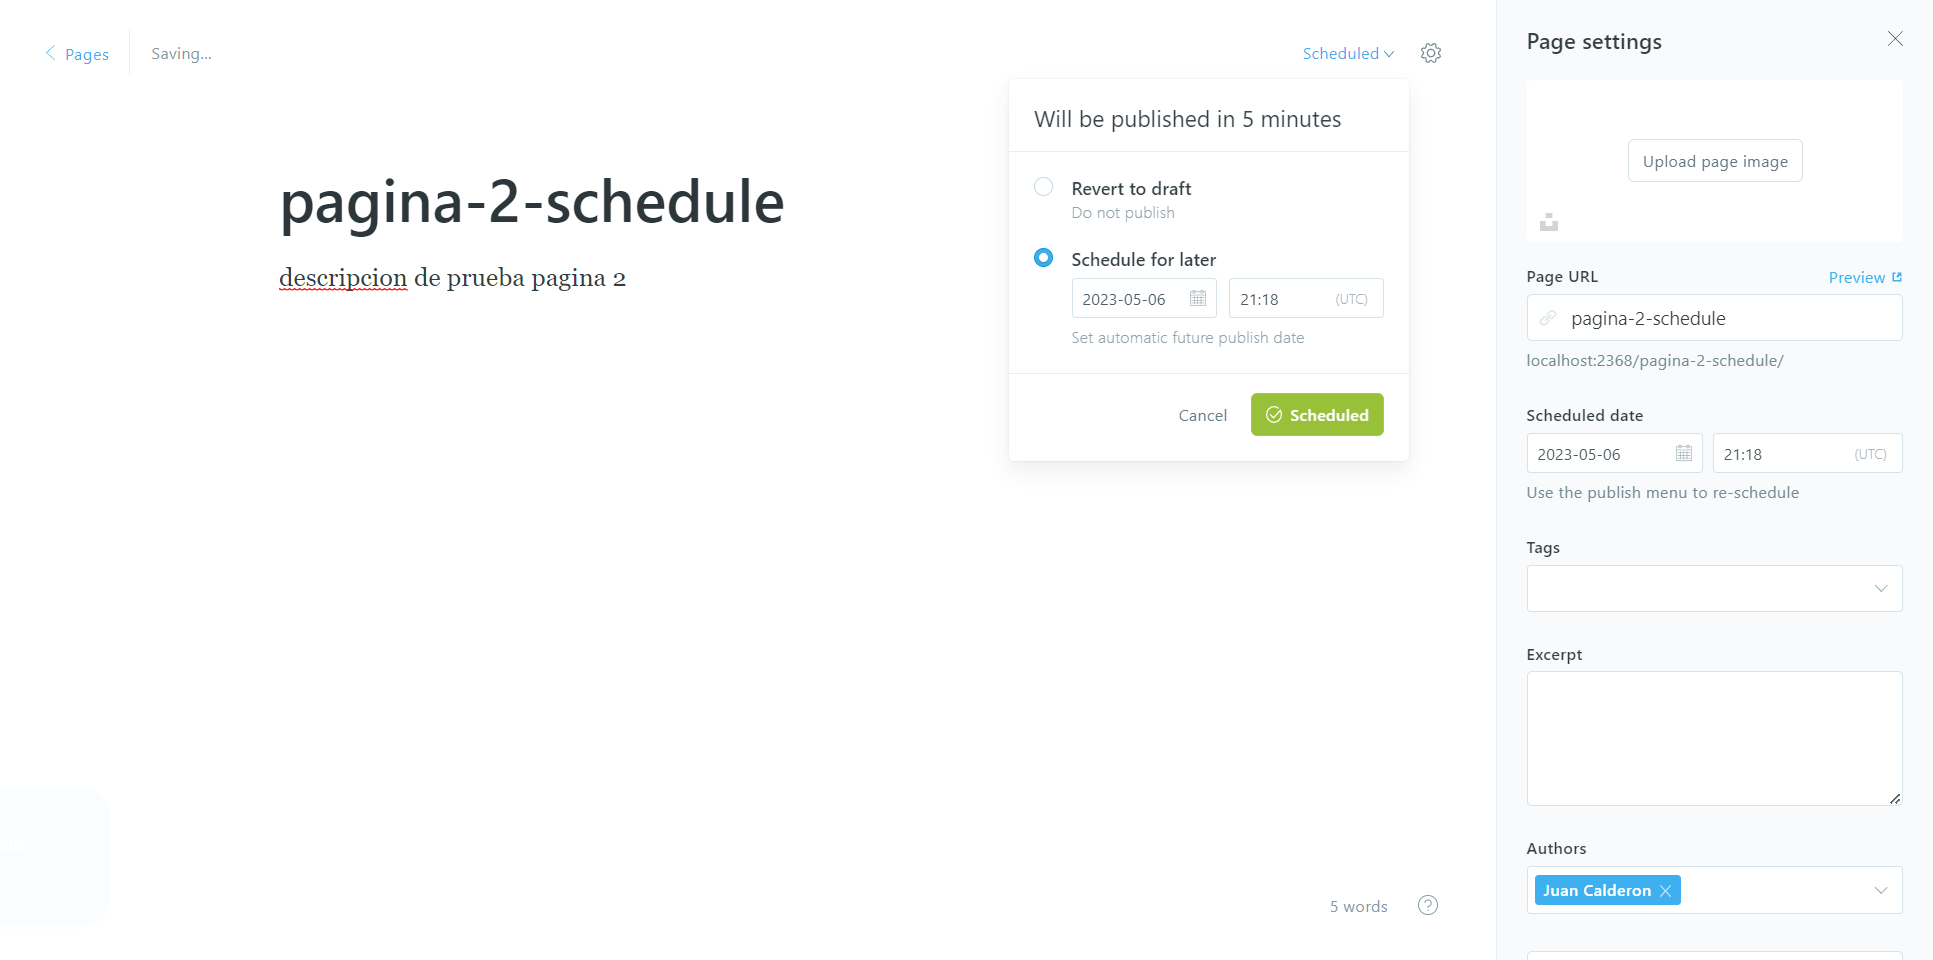 Pages
Saving...
Scheduled
pagina-2-schedule
descripcion de prueba pagina 2
Will be published in 5 minutes
Revert to draft
Do not publish
Schedule for later
2023-05-06
21:18 (UTC)
Set automatic future publish date
Cancel
Scheduled
5 words
?
Page settings
Upload page image
Page URL
Preview
pagina-2-schedule
localhost:2368/pagina-2-schedule/
Scheduled date
2023-05-06
21:18 (UTC)
Use the publish menu to re-schedule
Tags
Excerpt
Authors
Juan Calderon